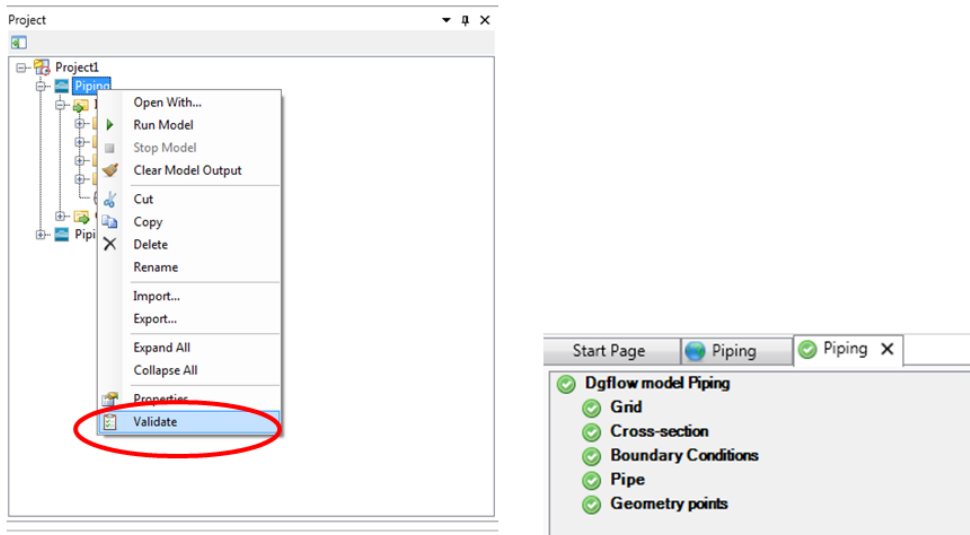 Project
Project1
Piping
Open With...
Run Model
Stop Model
Clear Model Output
Cut
Copy
Delete
Rename
Import...
Export...
Expand All
Collapse All
Properties
Validate
Start Page
Piping
Piping
Dgflow model Piping
Grid
Cross-section
Boundary Conditions
Pipe
Geometry points